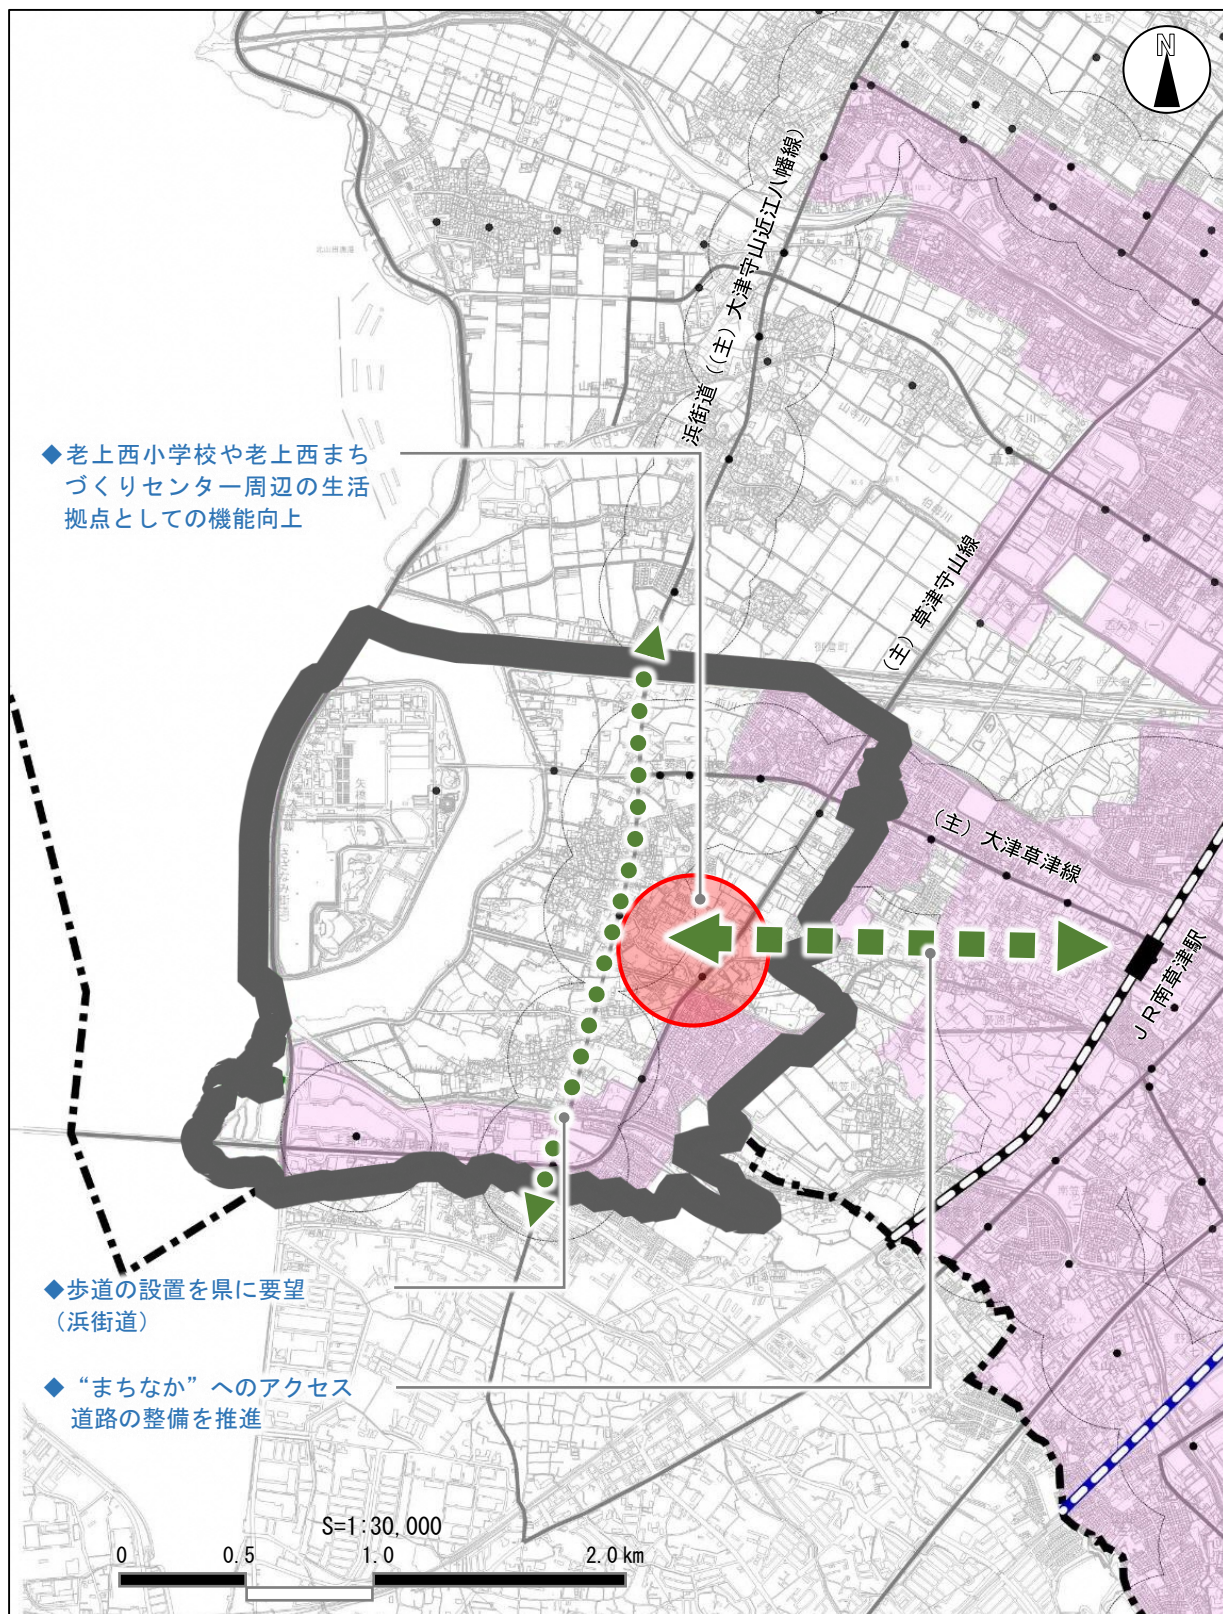 N
浜街道（(主）大津守山近江八幡線）
◆老上西小学校や老上西まち
づくりセンター周辺の生活
拠点としての機能向上
（主）草津守山線
（主）大津草津線
ＪＲ南草津駅
◆歩道の設置を県に要望
（浜街道）
◆“まちなか”へのアクセス
道路の整備を推進
S=1:30,000
0 0.5 1.0 2.0km